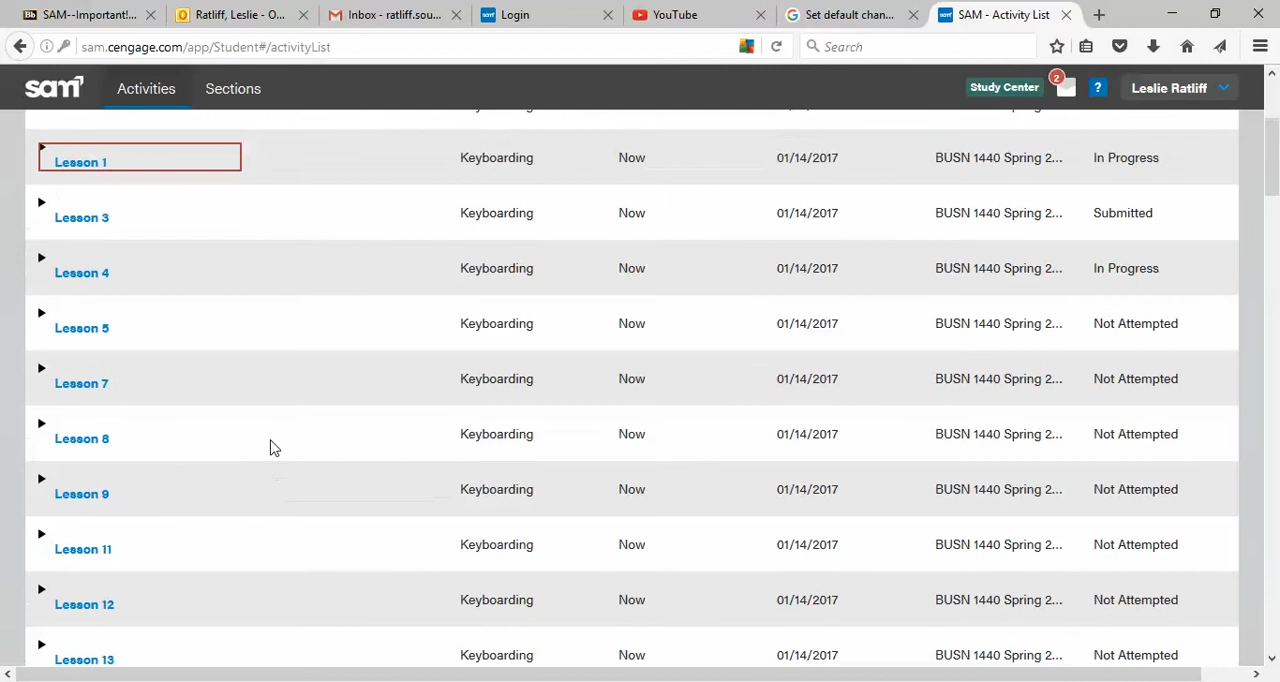 Bb SAM--Important!...
Ratliff, Leslie - O...
Inbox - ratliff.sou...
sam Login
YouTube
Set default chan...
sam SAM - Activity List
sam.cengage.com/app/Student#/activityList
Search
sam
Activities
Sections
Study Center
2
?
Leslie Ratliff
Lesson 1 Keyboarding Now 01/14/2017 BUSN 1440 Spring 2... In Progress
Lesson 3 Keyboarding Now 01/14/2017 BUSN 1440 Spring 2... Submitted
Lesson 4 Keyboarding Now 01/14/2017 BUSN 1440 Spring 2... In Progress
Lesson 5 Keyboarding Now 01/14/2017 BUSN 1440 Spring 2... Not Attempted
Lesson 7 Keyboarding Now 01/14/2017 BUSN 1440 Spring 2... Not Attempted
Lesson 8 Keyboarding Now 01/14/2017 BUSN 1440 Spring 2... Not Attempted
Lesson 9 Keyboarding Now 01/14/2017 BUSN 1440 Spring 2... Not Attempted
Lesson 11 Keyboarding Now 01/14/2017 BUSN 1440 Spring 2... Not Attempted
Lesson 12 Keyboarding Now 01/14/2017 BUSN 1440 Spring 2... Not Attempted
Lesson 13 Keyboarding Now 01/14/2017 BUSN 1440 Spring 2... Not Attempted